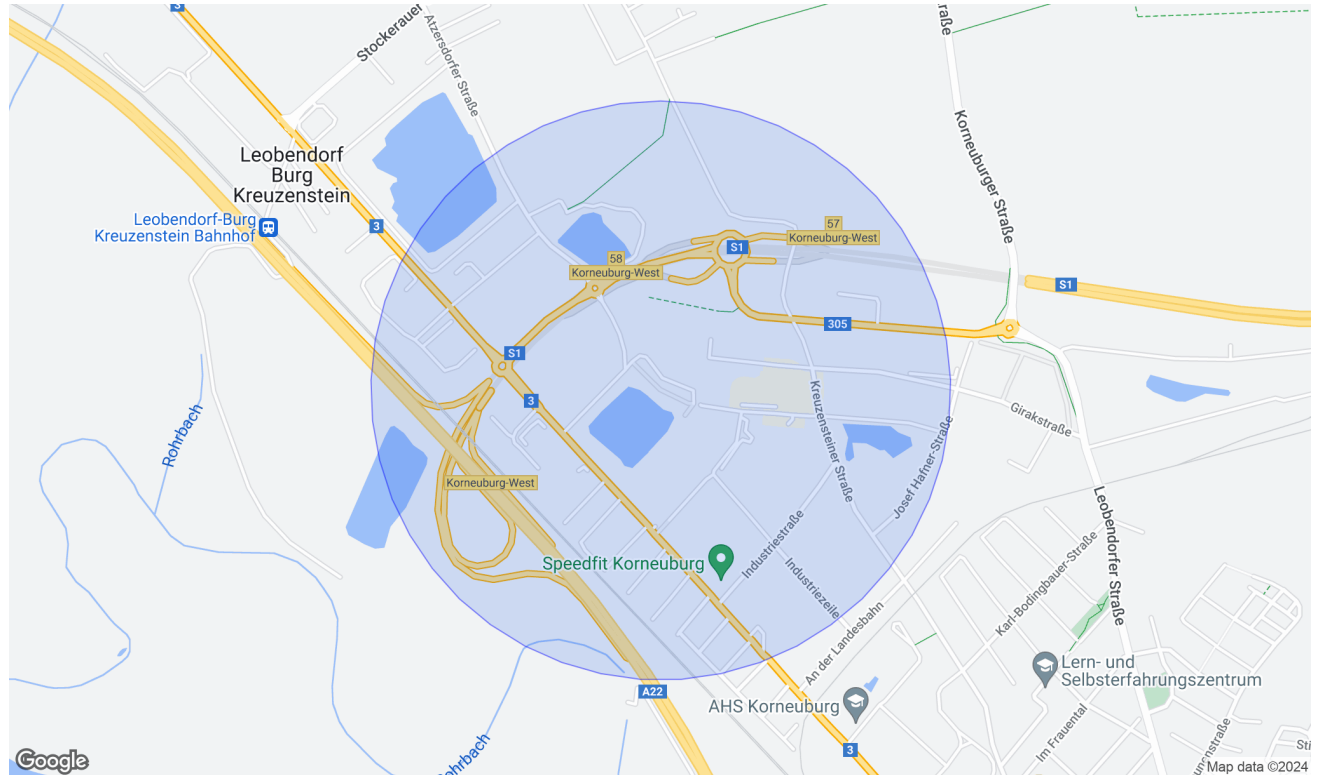 3
Stockerauer
Atzersdorfer Straße
straße
Korneuburger Straße
Leobendorf
Burg
Kreuzenstein
Leobendorf-Burg
Kreuzenstein Bahnhof
3
57
Korneuburg-West
S1
58
Korneuburg-West
S1
305
S1
3
Rohrbach
Kreuzensteiner Straße
Girakstraße
Josef Hafner-Straße
Korneuburg-West
Leobendorfer Straße
Speedfit Korneuburg
Industriestraße
Industriezeile
Karl-Bodingbauer-Straße
An der Landesbahn
Lern- und
Selbsterfahrungszentrum
A22
AHS Korneuburg
Im Frauental
3
Rohrbach
Google
Map data ©2024